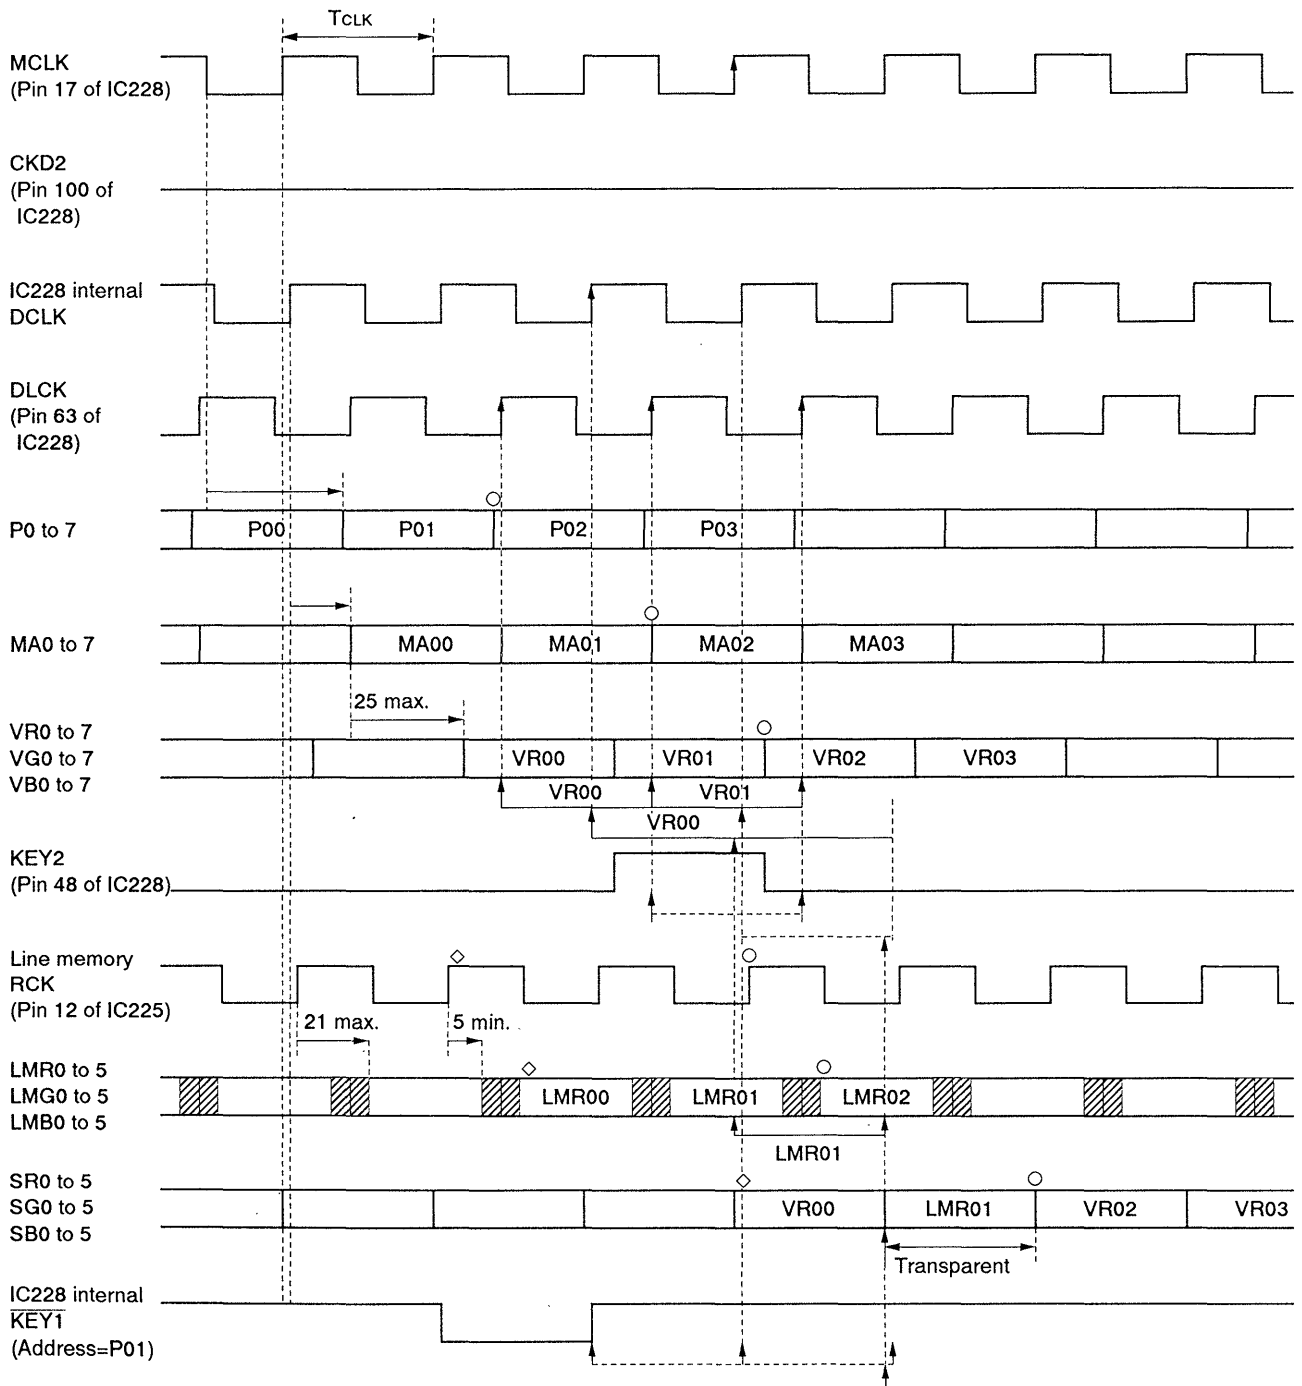 TCLK
MCLK
(Pin 17 of IC228)
CKD2
(Pin 100 of
IC228)
IC228 internal
DCLK
DLCK
(Pin 63 of
IC228)
P0 to 7
P00 P01 P02 P03
MA0 to 7
MA00 MA01 MA02 MA03
25 max.
VR0 to 7
VG0 to 7
VB0 to 7
VR00 VR01 VR02 VR03
VR00 VR01
VR00
KEY2
(Pin 48 of IC228)
Line memory
RCK
(Pin 12 of IC225)
21 max. 5 min.
LMR0 to 5
LMG0 to 5
LMB0 to 5
LMR00 LMR01 LMR02
LMR01
SR0 to 5
SG0 to 5
SB0 to 5
VR00 LMR01 VR02 VR03
Transparent
IC228 internal
KEY1
(Address=P01)